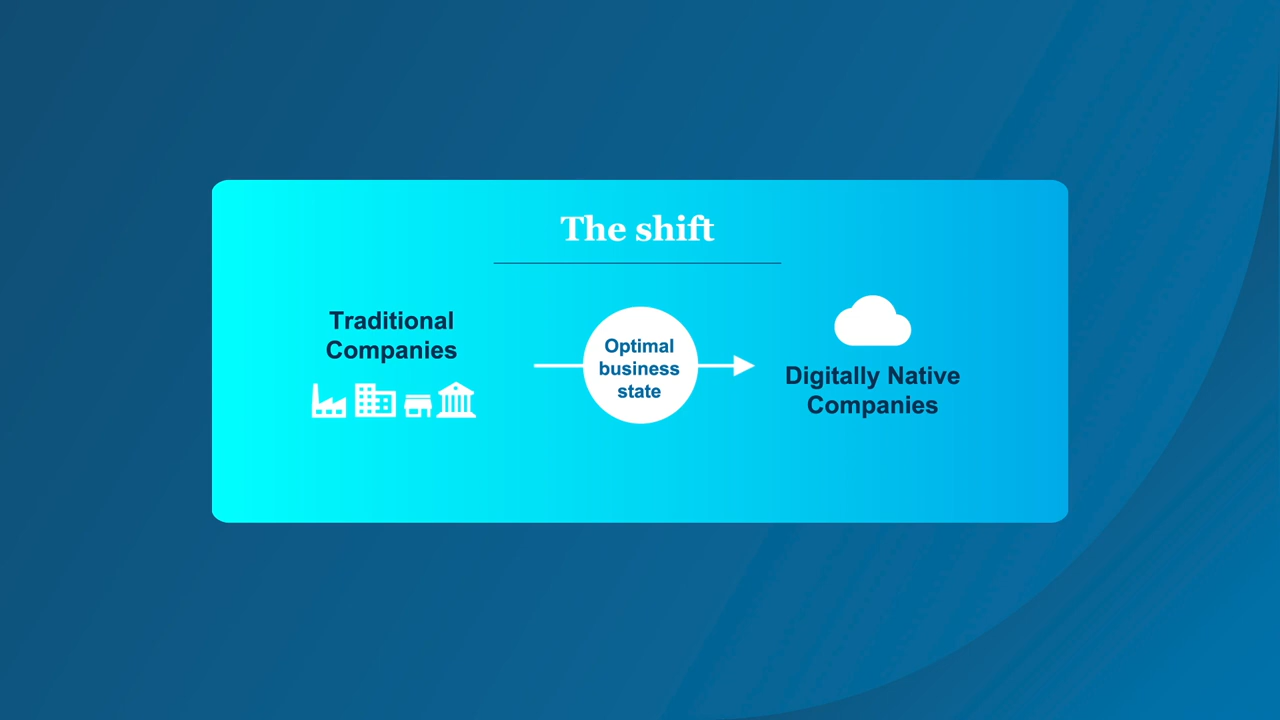 The shift
Traditional
Companies
Optimal
business
state
Digitally Native
Companies